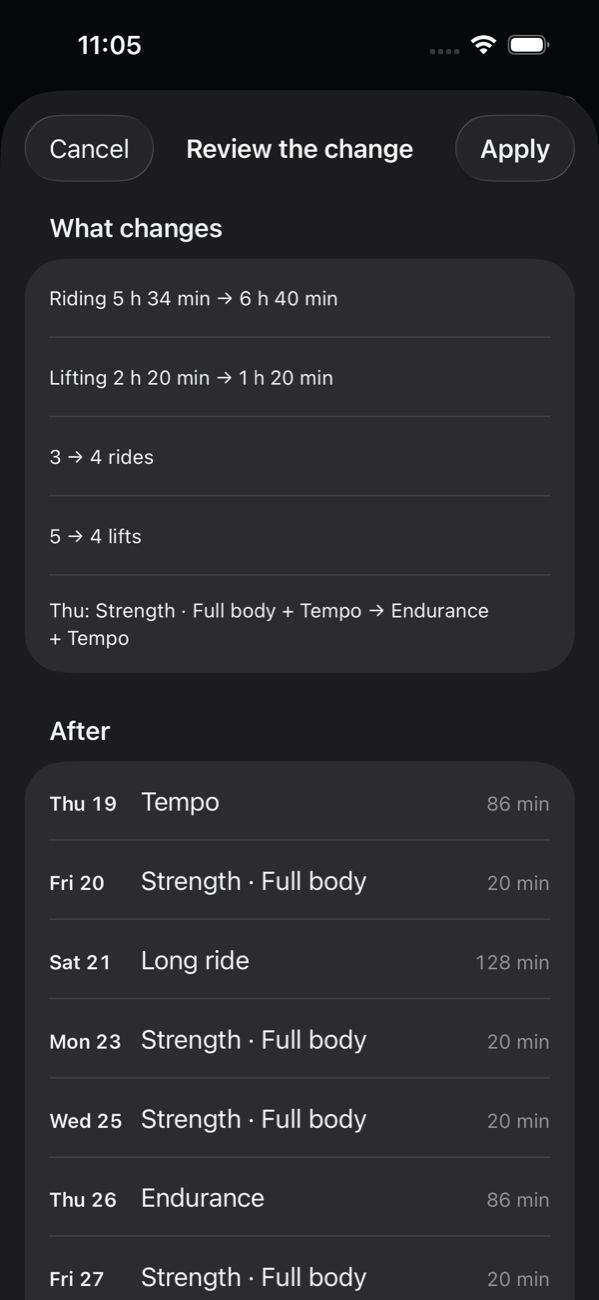 11:05
Cancel
Review the change
Apply
What changes
Riding 5 h 34 min → 6 h 40 min
Lifting 2 h 20 min → 1 h 20 min
3 → 4 rides
5 → 4 lifts
Thu: Strength · Full body + Tempo → Endurance
+ Tempo
After
Thu 19 Tempo 86 min
Fri 20 Strength · Full body 20 min
Sat 21 Long ride 128 min
Mon 23 Strength · Full body 20 min
Wed 25 Strength · Full body 20 min
Thu 26 Endurance 86 min
Fri 27 Strength · Full body 20 min